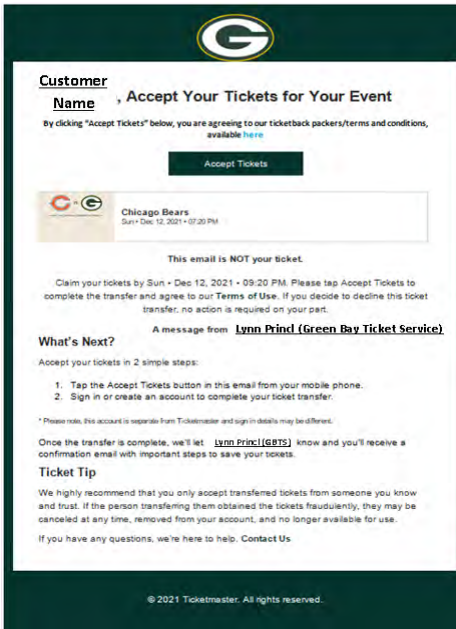 G
Customer
Name , Accept Your Tickets for Your Event
By clicking "Accept Tickets" below, you are agreeing to our ticketback packers/terms and conditions,
available here
Accept Tickets
C G
Chicago Bears
Sun • Dec 12, 2021 • 07:20 PM
This email is NOT your ticket.
Claim your tickets by Sun • Dec 12, 2021 • 09:20 PM. Please tap Accept Tickets to
complete the transfer and agree to our Terms of Use. If you decide to decline this ticket
transfer, no action is required on your part.
A message from Lynn Princl (Green Bay Ticket Service)
What's Next?
Accept your tickets in 2 simple steps:
1. Tap the Accept Tickets button in this email from your mobile phone.
2. Sign in or create an account to complete your ticket transfer.
* Please note, this account is separate from Ticketmaster and sign in details may be different.
Once the transfer is complete, we'll let Lynn Princl (GBTS) know and you'll receive a
confirmation email with important steps to save your tickets.
Ticket Tip
We highly recommend that you only accept transferred tickets from someone you know
and trust. If the person transferring them obtained the tickets fraudulently, they may be
canceled at any time, removed from your account, and no longer available for use.
If you have any questions, we're here to help. Contact Us
© 2021 Ticketmaster. All rights reserved.